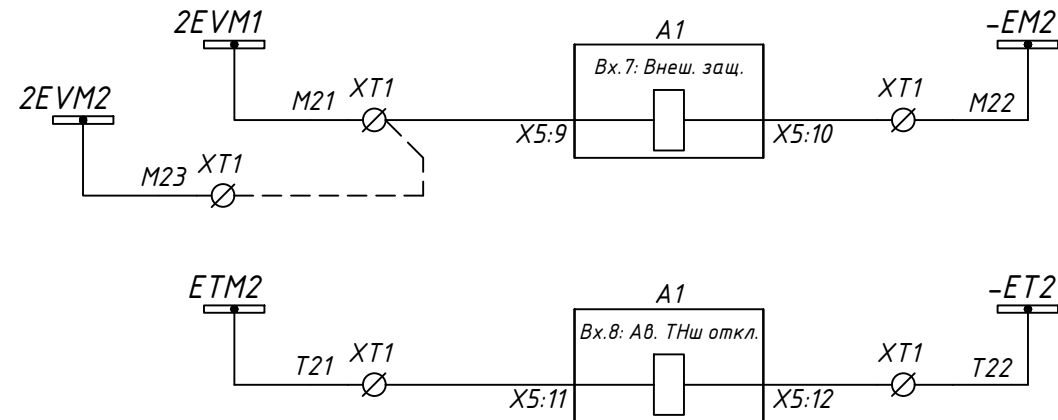 2EVM1
A1
-EM2
Вх.7: Внеш. защ.
2EVM2
M21
XT1
XT1
M22
X5:9
X5:10
M23
XT1
ETM2
A1
-ET2
Вх.8: Ав. ТНш откл.
T21
XT1
XT1
T22
X5:11
X5:12